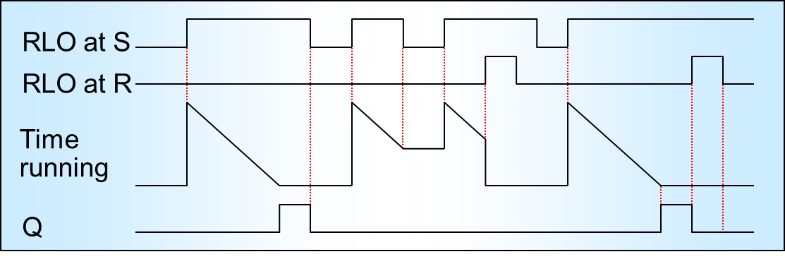 RLO at S
RLO at R
Time
running
Q